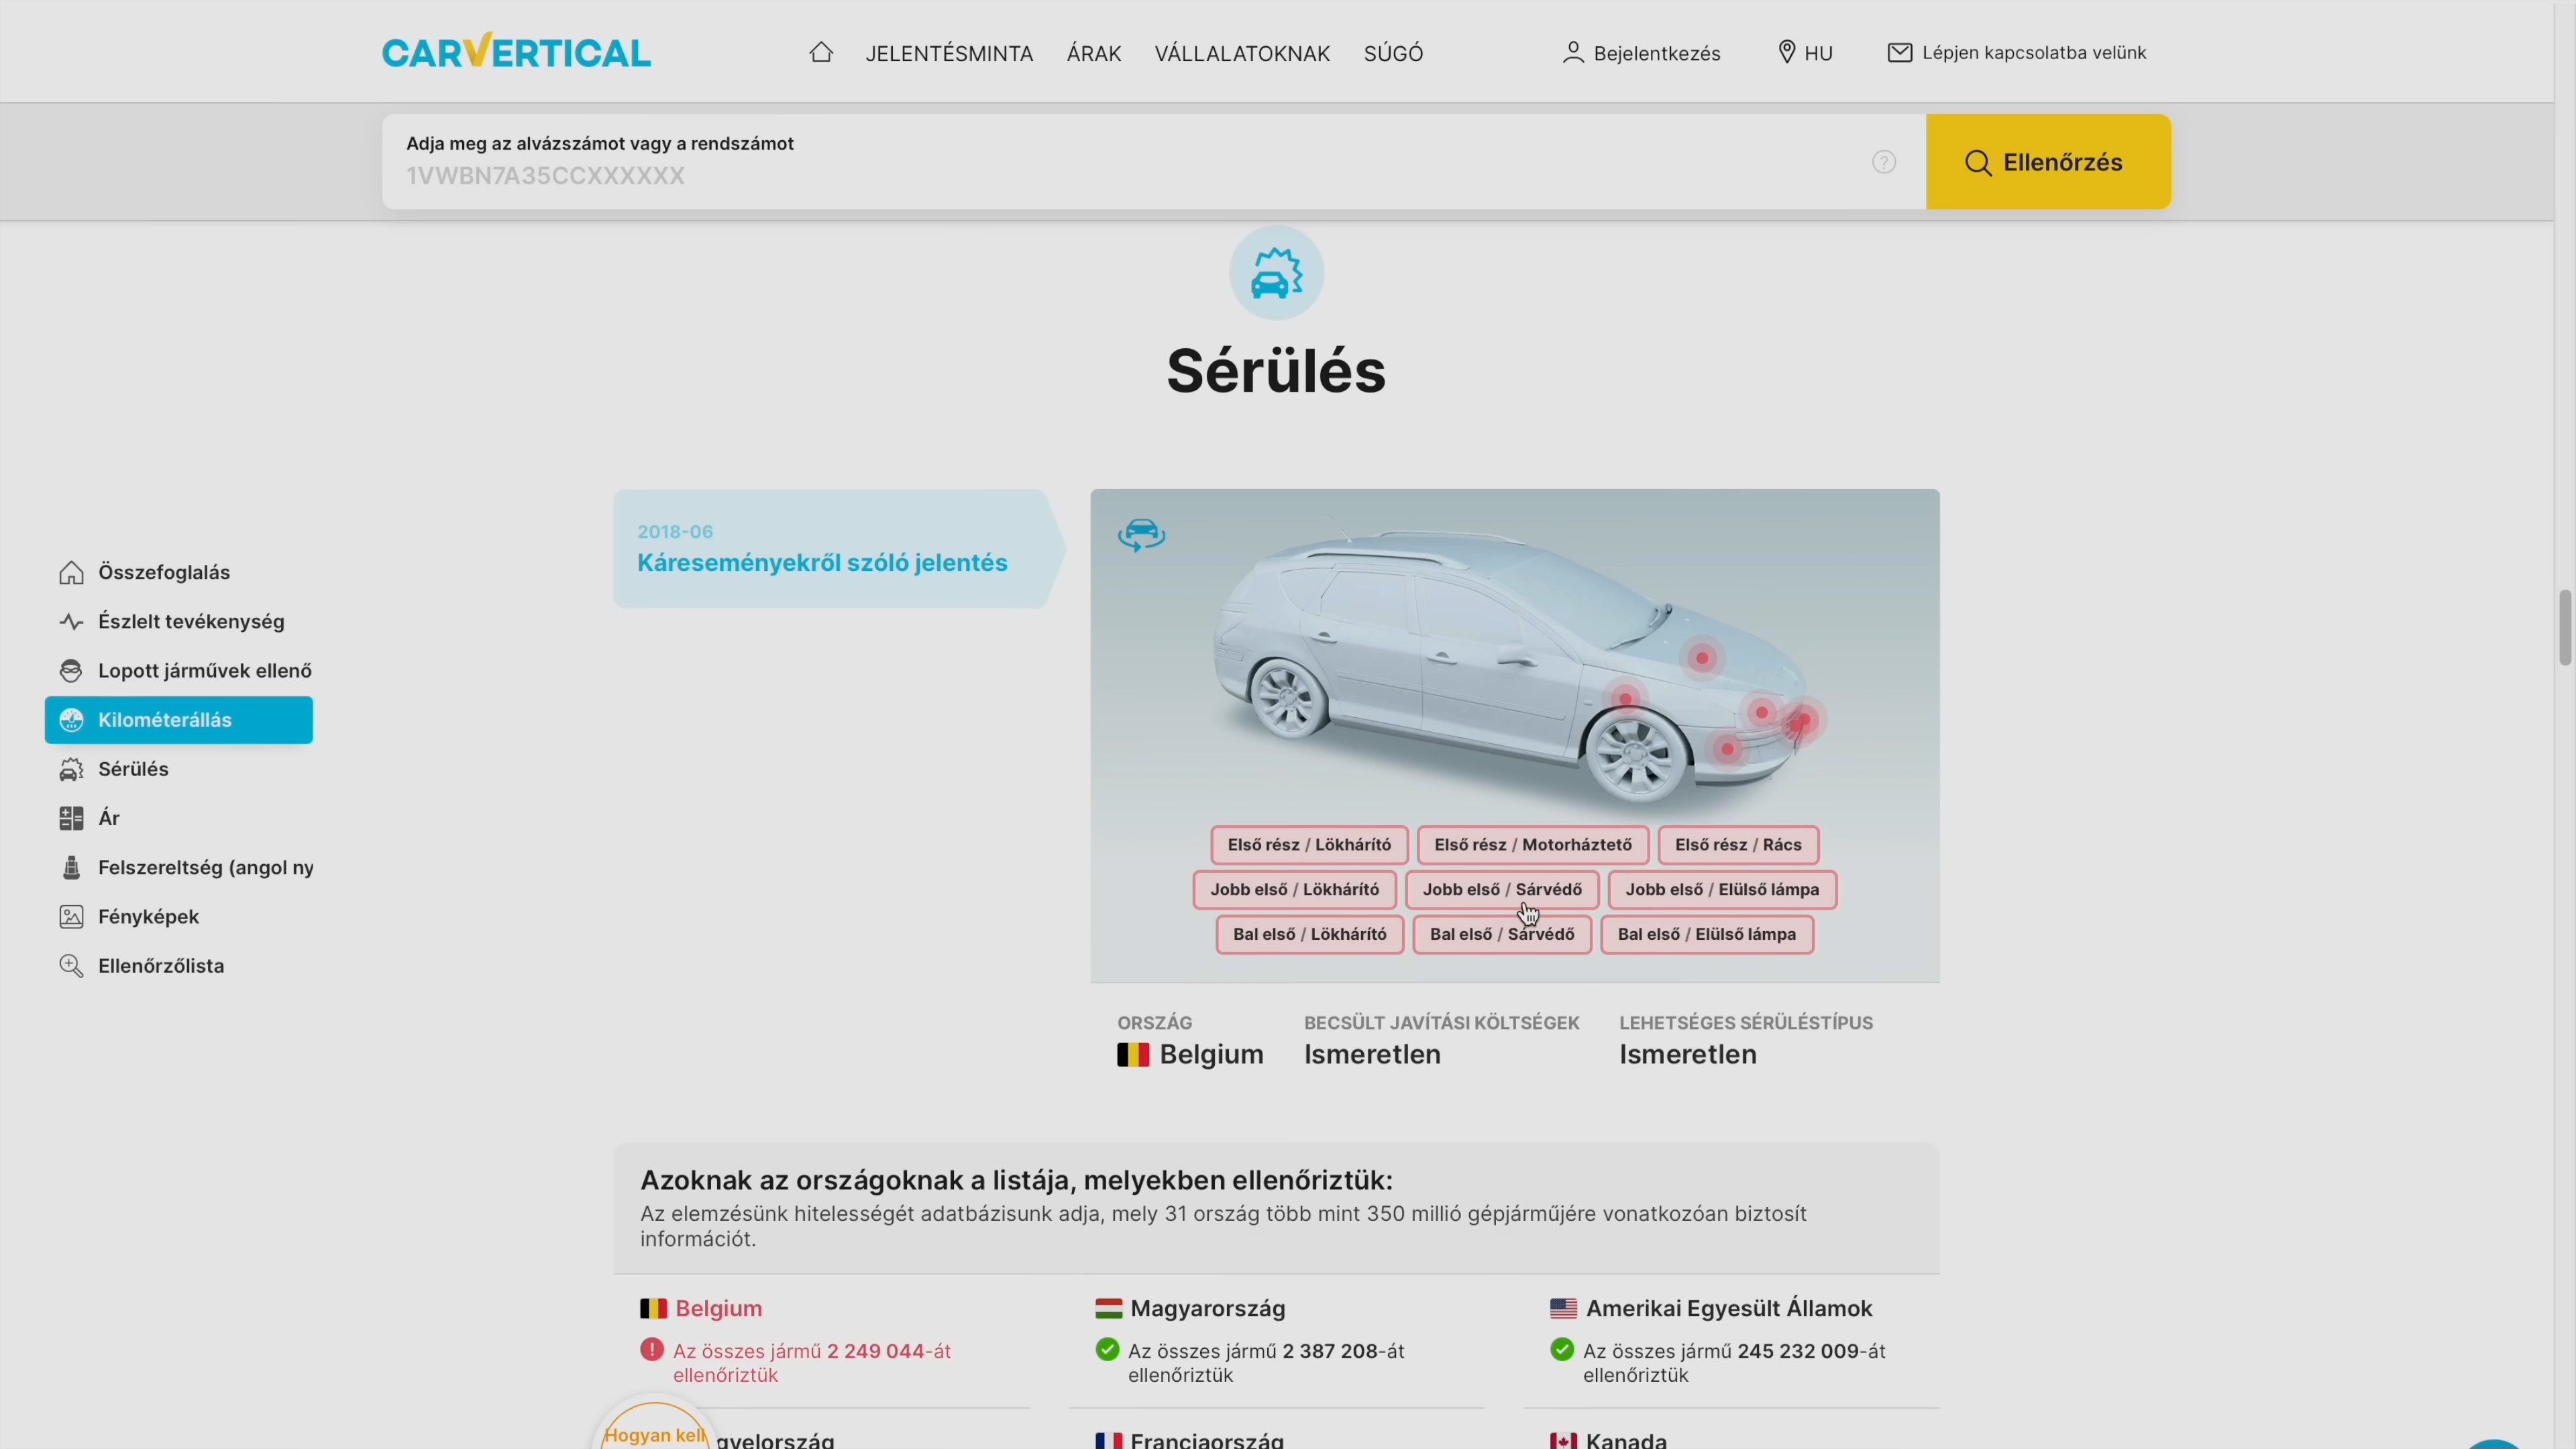 CARVERTICAL
JELENTÉSMINTA
ÁRAK
VÁLLALATOKNAK
SÚGÓ
Bejelentkezés
HU
Lépjen kapcsolatba velünk
Adja meg az alvázszámot vagy a rendszámot
1VWBN7A35CCXXXXXX
Ellenőrzés
Sérülés
Összefoglalás
Észlelt tevékenység
Lopott járművek ellenő
Kilométerállás
Sérülés
Ár
Felszereltség (angol ny
Fényképek
Ellenőrzőlista
2018-06
Káreseményekről szóló jelentés
Első rész / Lökhárító
Első rész / Motorháztető
Első rész / Rács
Jobb első / Lökhárító
Jobb első / Sárvédő
Jobb első / Elülső lámpa
Bal első / Lökhárító
Bal első / Sárvédő
Bal első / Elülső lámpa
ORSZÁG
Belgium
BECSÜLT JAVÍTÁSI KÖLTSÉGEK
Ismeretlen
LEHETSÉGES SÉRÜLÉSTÍPUS
Ismeretlen
Azoknak az országoknak a listája, melyekben ellenőriztük:
Az elemzésünk hitelességét adatbázisunk adja, mely 31 ország több mint 350 millió gépjárműjére vonatkozóan biztosít
információt.
Belgium
Az összes jármű 2 249 044-át
ellenőriztük
Magyarország
Az összes jármű 2 387 208-át
ellenőriztük
Amerikai Egyesült Államok
Az összes jármű 245 232 009-át
ellenőriztük
Hogyan kell
gyelország
Franciaország
Kanada